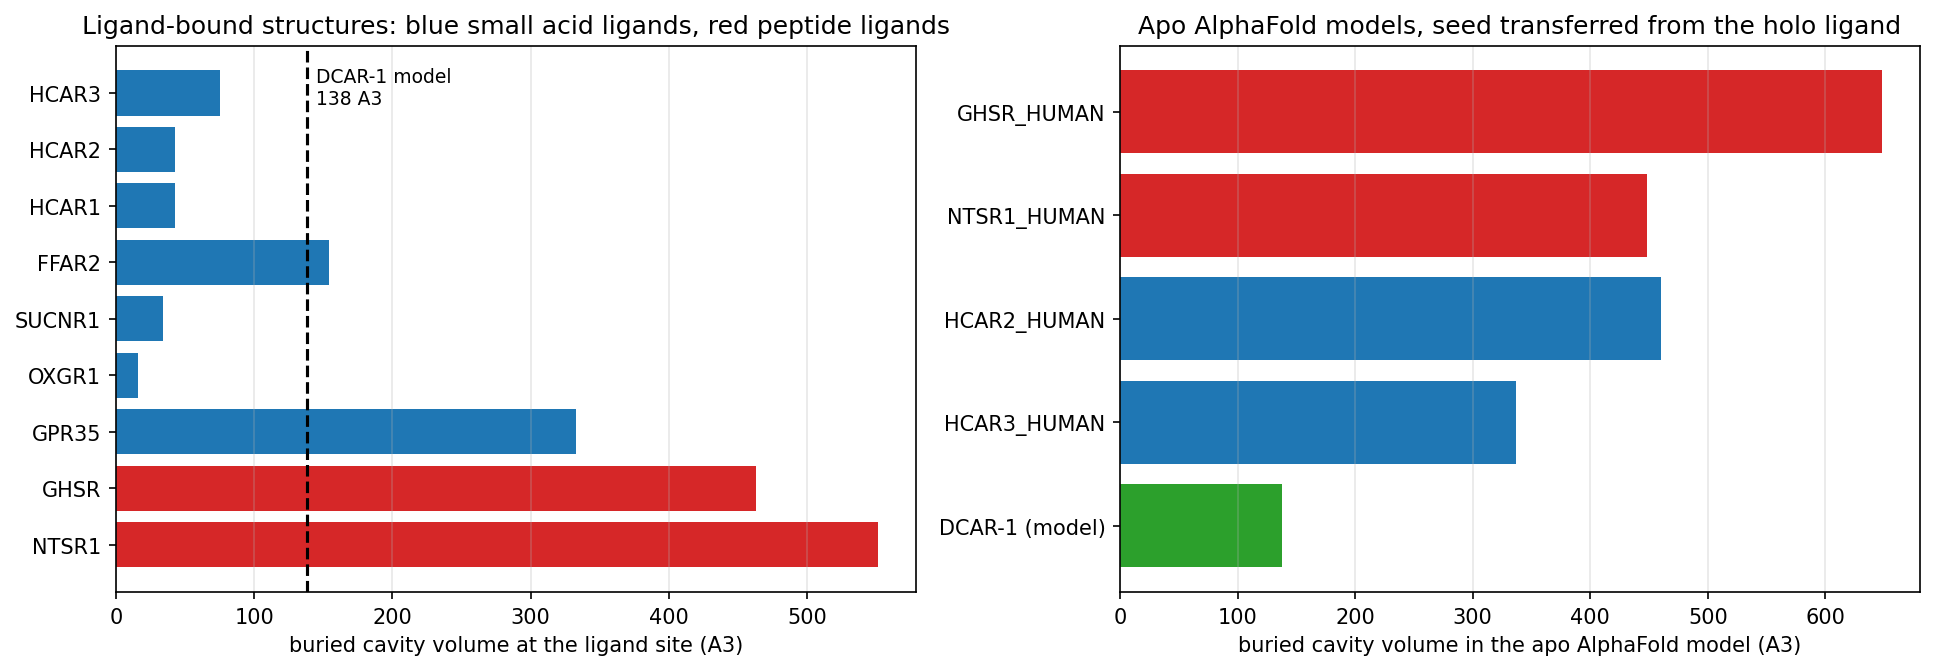 Ligand-bound structures: blue small acid ligands, red peptide ligands
DCAR-1 model
138 A3
HCAR3
HCAR2
HCAR1
FFAR2
SUCNR1
OXGR1
GPR35
GHSR
NTSR1
0 100 200 300 400 500
buried cavity volume at the ligand site (A3)
Apo AlphaFold models, seed transferred from the holo ligand
GHSR_HUMAN
NTSR1_HUMAN
HCAR2_HUMAN
HCAR3_HUMAN
DCAR-1 (model)
0 100 200 300 400 500 600
buried cavity volume in the apo AlphaFold model (A3)